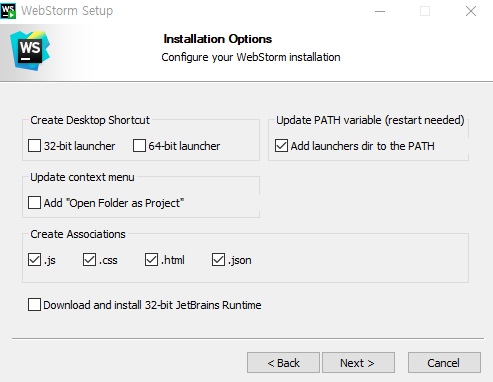 WebStorm Setup
WS
Installation Options
Configure your WebStorm installation
Create Desktop Shortcut
32-bit launcher
64-bit launcher
Update PATH variable (restart needed)
Add launchers dir to the PATH
Update context menu
Add "Open Folder as Project"
Create Associations
.js
.css
.html
.json
Download and install 32-bit JetBrains Runtime
< Back
Next >
Cancel